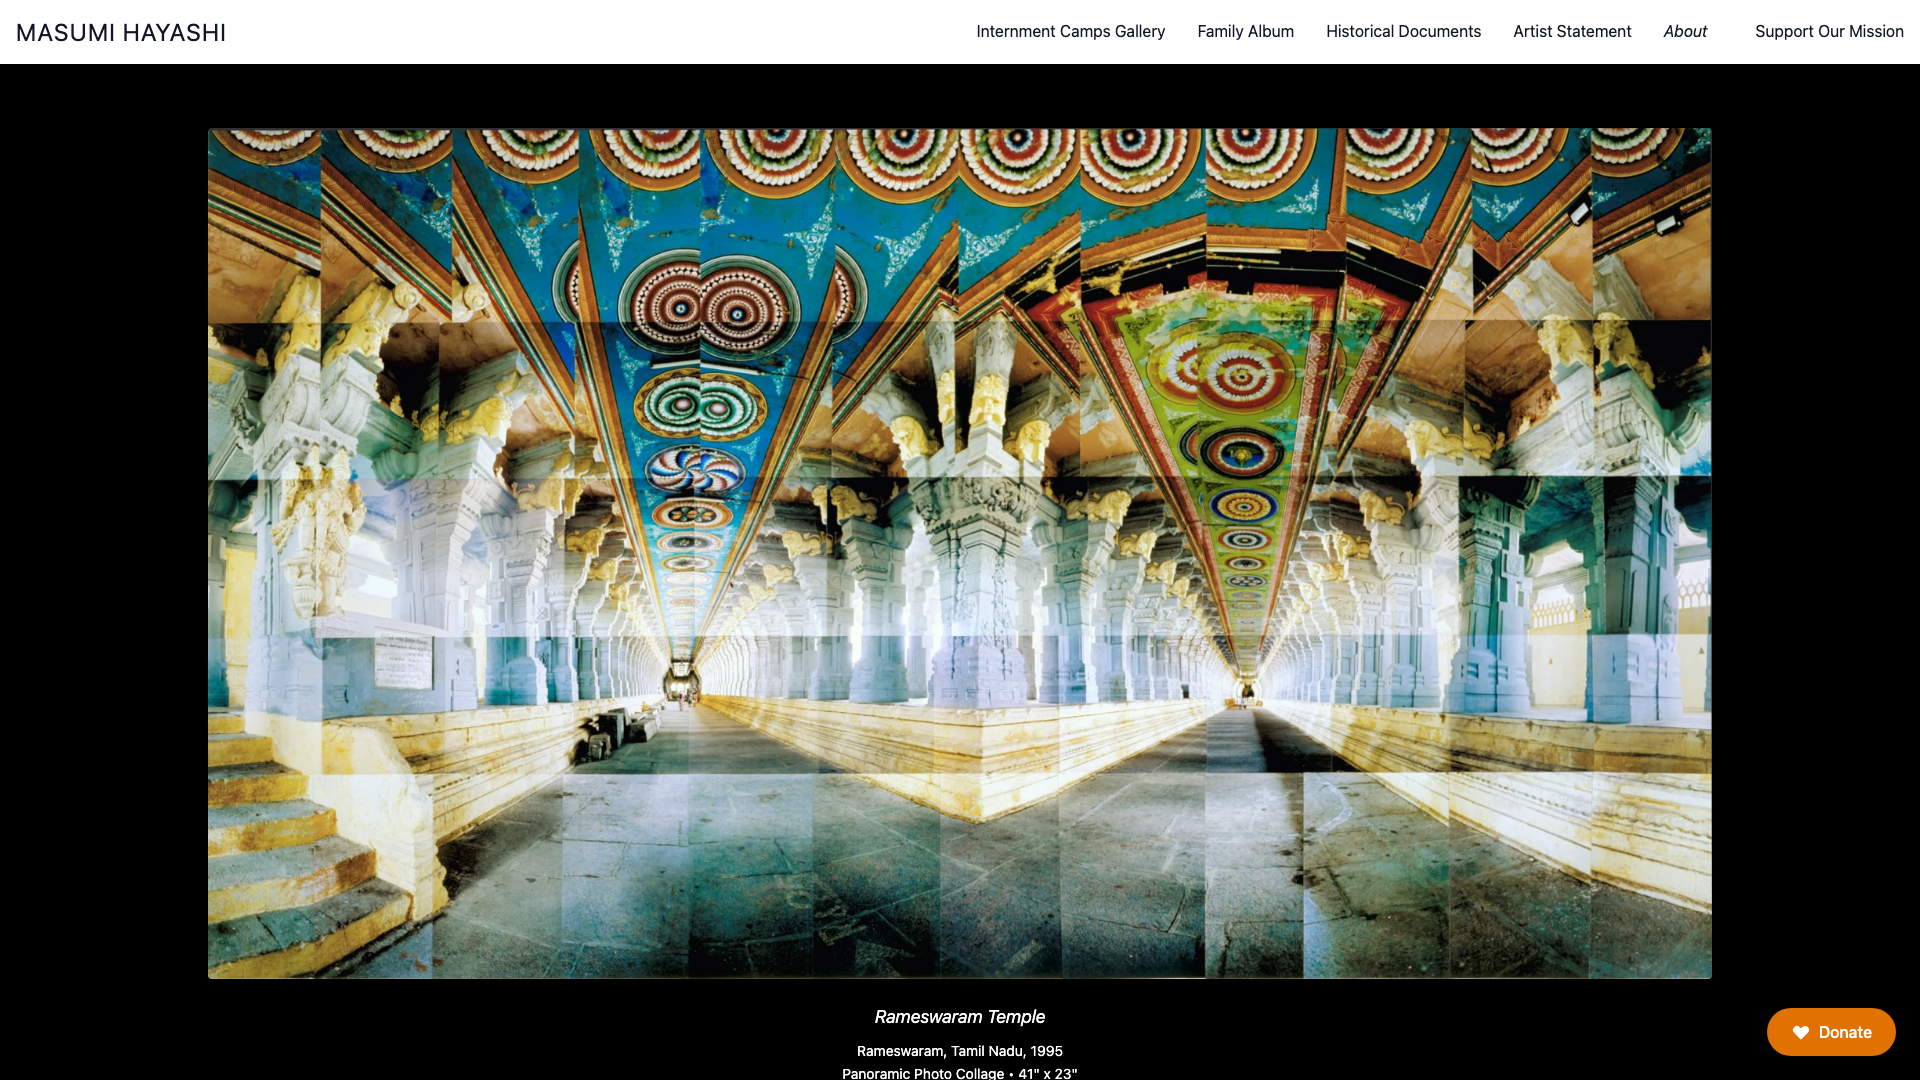 MASUMI HAYASHI
Internment Camps Gallery
Family Album
Historical Documents
Artist Statement
About
Support Our Mission
Rameswaram Temple
Rameswaram, Tamil Nadu, 1995
Panoramic Photo Collage • 41" x 23"
Donate